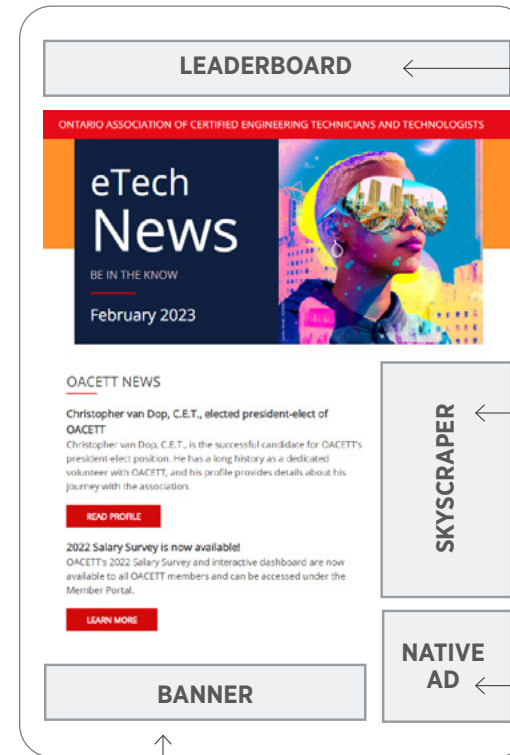 LEADERBOARD
ONTARIO ASSOCIATION OF CERTIFIED ENGINEERING TECHNICIANS AND TECHNOLOGISTS
eTech
News
BE IN THE KNOW
February 2023
OACETT NEWS
Christopher van Dop, C.E.T., elected president-elect of
OACETT
Christopher van Dop, C.E.T., is the successful candidate for OACETT's
president-elect position. He has a long history as a dedicated
volunteer with OACETT, and his profile provides details about his
journey with the association.
READ PROFILE
2022 Salary Survey is now available!
OACETT's 2022 Salary Survey and interactive dashboard are now
available to all OACETT members and can be accessed under the
Member Portal.
LEARN MORE
SKYSCRAPER
NATIVE
AD
BANNER